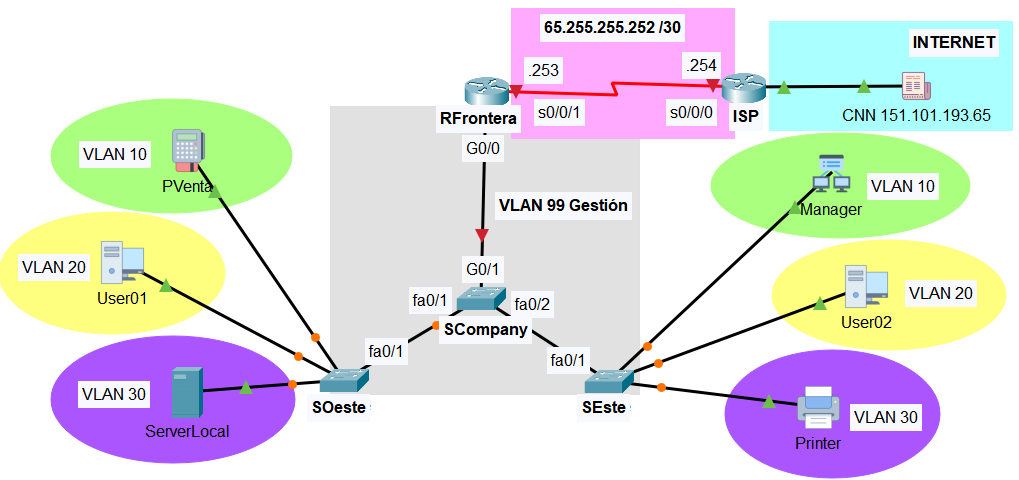 65.255.255.252 /30
INTERNET
.253
.254
RFrontera
s0/0/1
s0/0/0
ISP
CNN 151.101.193.65
G0/0
VLAN 10
PVenta
VLAN 10
Manager
VLAN 99 Gestión
VLAN 20
User01
G0/1
fa0/1
fa0/2
SCompany
VLAN 20
User02
fa0/1
fa0/1
VLAN 30
ServerLocal
SOeste
SEste
VLAN 30
Printer